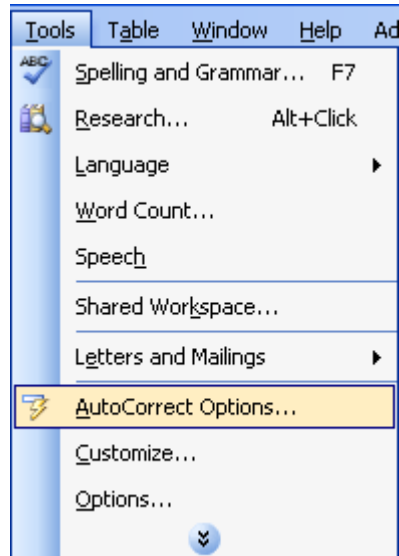 Tools Table Window Help Ad
ABC
Spelling and Grammar... F7
Research... Alt+Click
Language
Word Count...
Speech
Shared Workspace...
Letters and Mailings
AutoCorrect Options...
Customize...
Options...